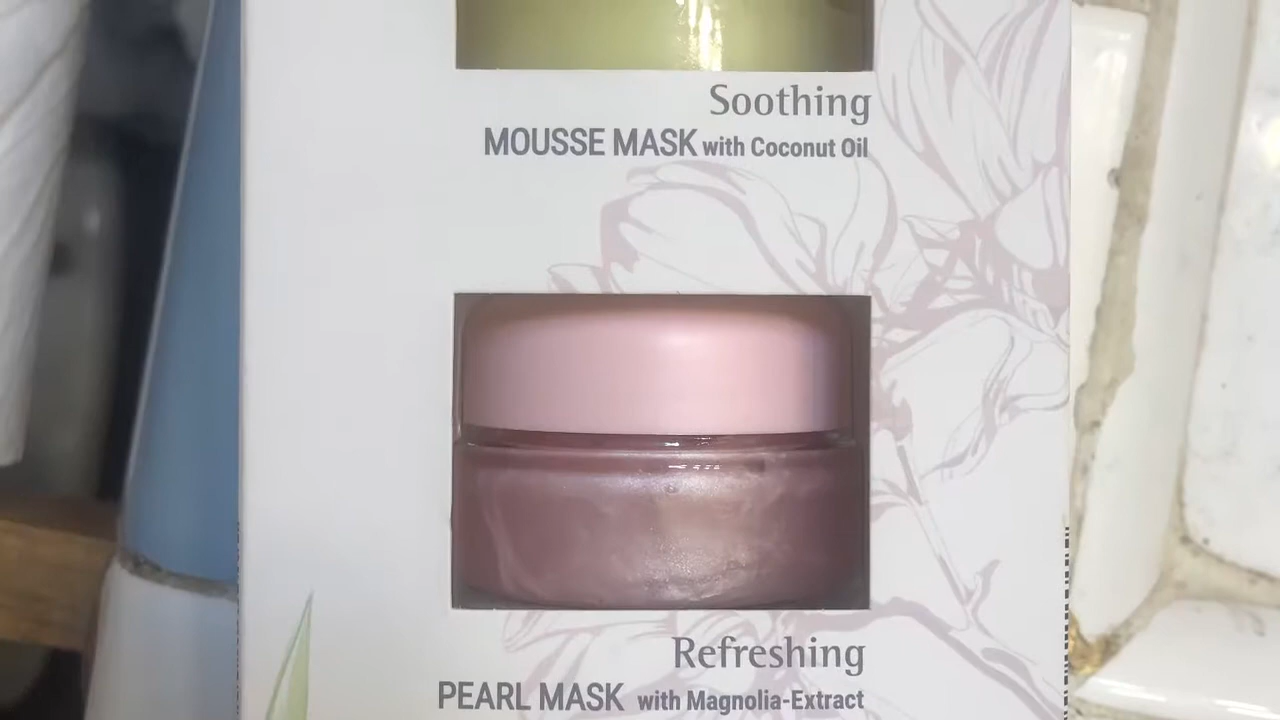 Soothing
MOUSSE MASK with Coconut Oil
Refreshing
PEARL MASK with Magnolia-Extract